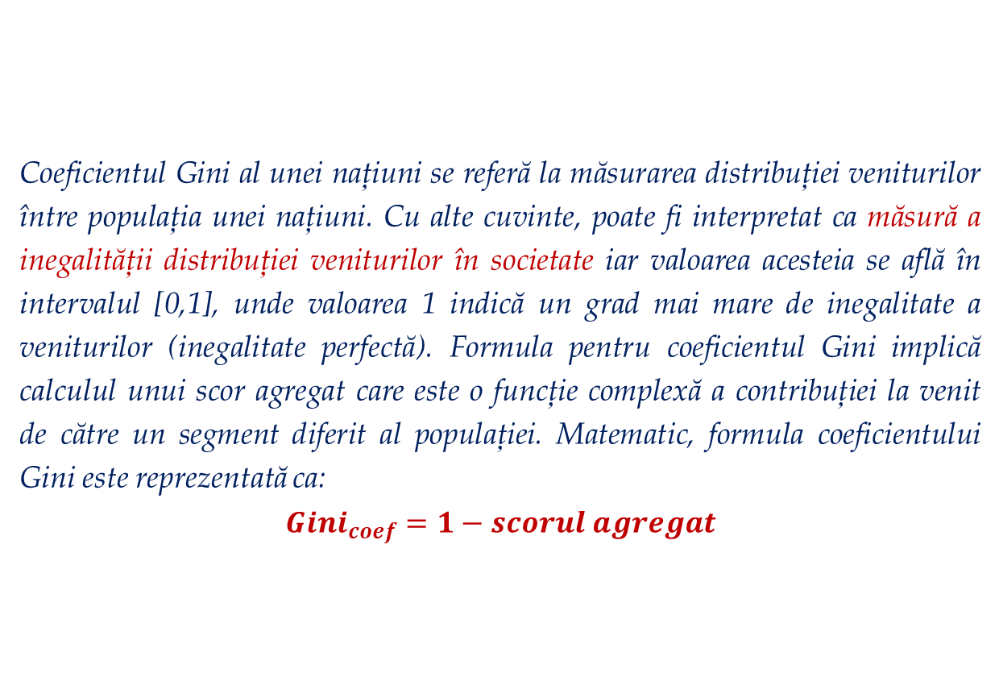 Coeficientul Gini al unei națiuni se referă la măsurarea distribuției veniturilor
între populația unei națiuni. Cu alte cuvinte, poate fi interpretat ca măsură a
inegalității distribuției veniturilor în societate iar valoarea acesteia se află în
intervalul [0,1], unde valoarea 1 indică un grad mai mare de inegalitate a
veniturilor (inegalitate perfectă). Formula pentru coeficientul Gini implică
calculul unui scor agregat care este o funcție complexă a contribuției la venit
de către un segment diferit al populației. Matematic, formula coeficientului
Gini este reprezentată ca:
Gini_coef = 1 − scorul agregat